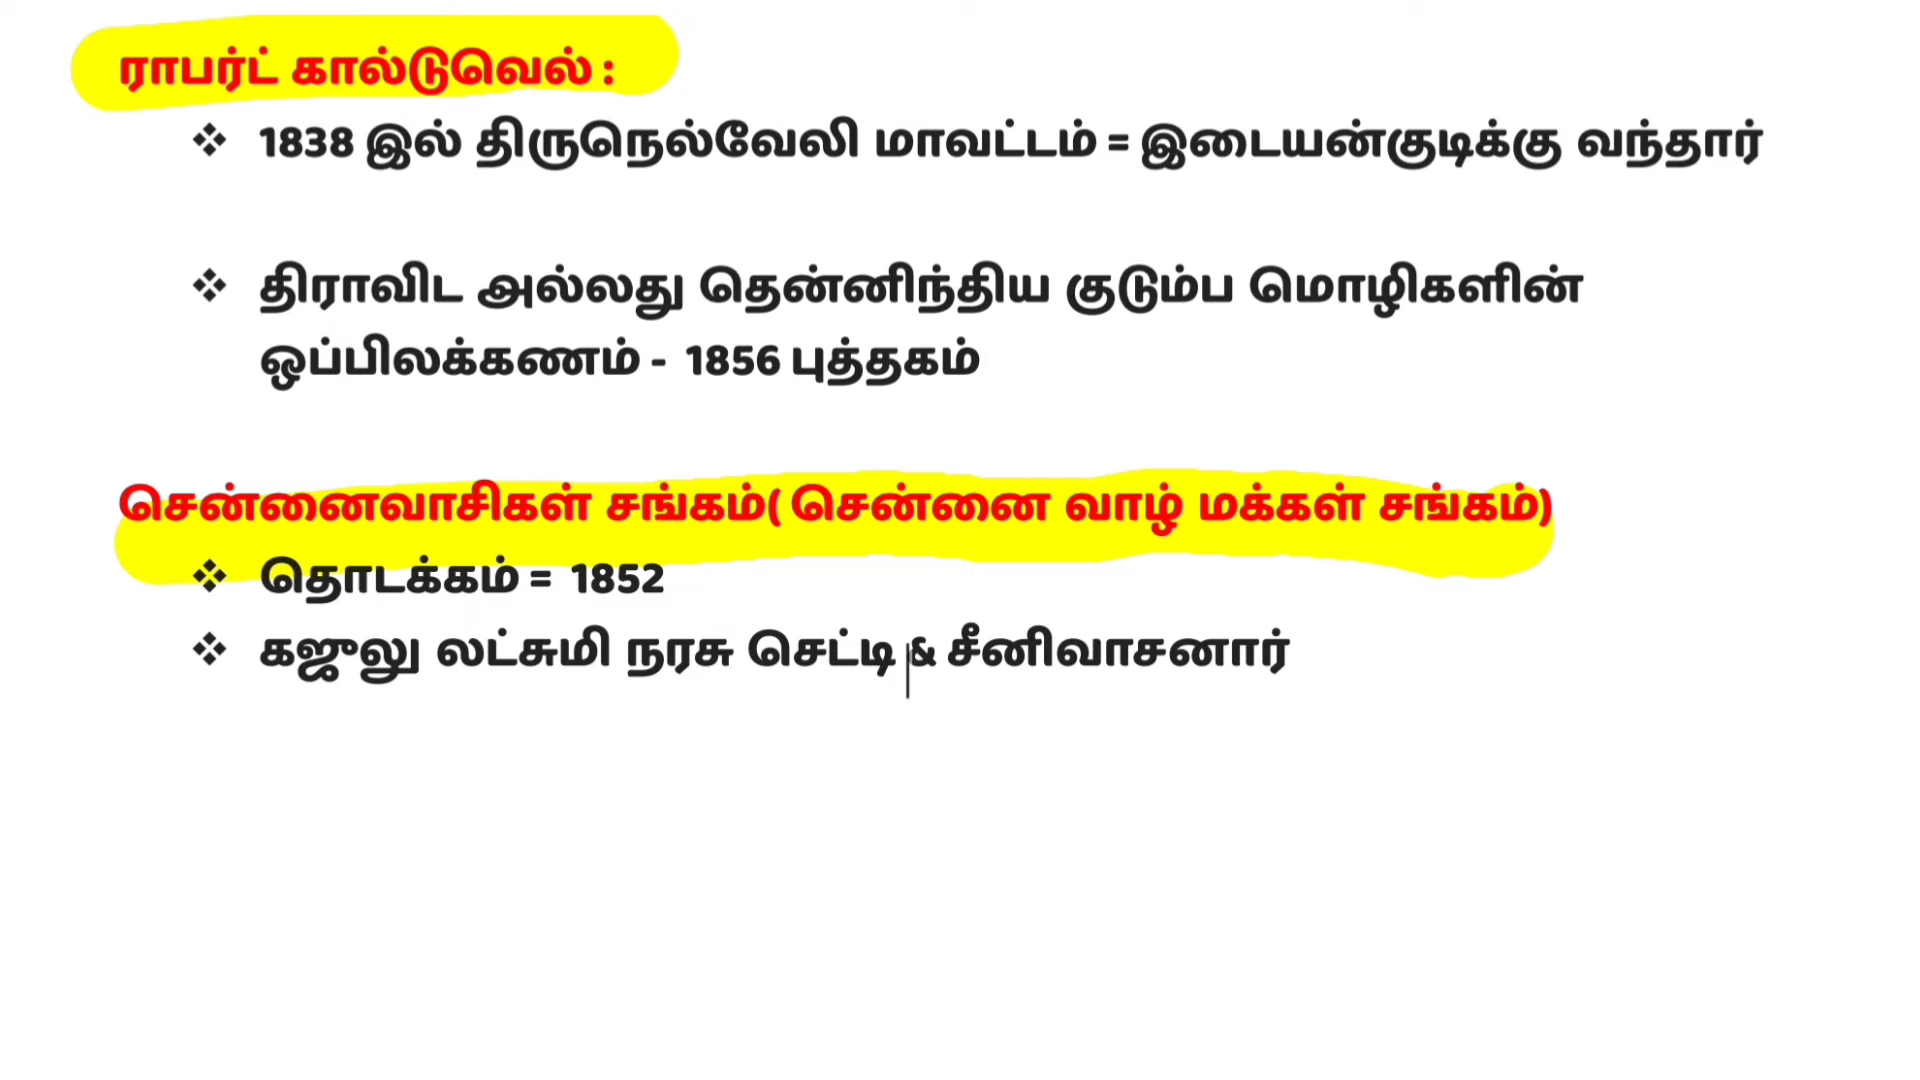 ராபர்ட் கால்டுவெல் :
❖ 1838 இல் திருநெல்வேலி மாவட்டம் = இடையன்குடிக்கு வந்தார்
❖ திராவிட அல்லது தென்னிந்திய குடும்ப மொழிகளின்
ஒப்பிலக்கணம் - 1856 புத்தகம்
சென்னைவாசிகள் சங்கம்( சென்னை வாழ் மக்கள் சங்கம்)
❖ தொடக்கம் = 1852
❖ கஜுலு லட்சுமி நரசு செட்டி & சீனிவாசனார்